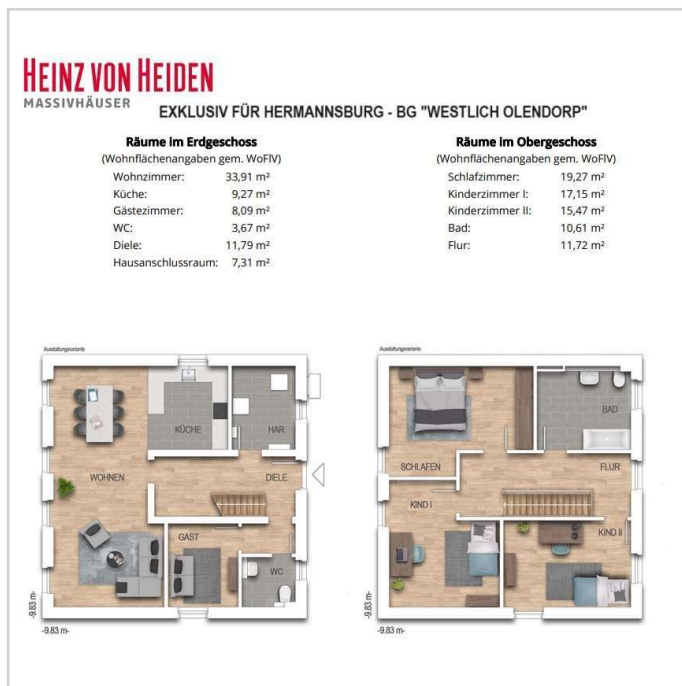 HEINZ VON HEIDEN
MASSIVHÄUSER
EXKLUSIV FÜR HERMANNSBURG - BG "WESTLICH OLENDORP"
Räume im Erdgeschoss
(Wohnflächenangaben gem. WoFlV)
Wohnzimmer: 33,91 m²
Küche: 9,27 m²
Gästezimmer: 8,09 m²
WC: 3,67 m²
Diele: 11,79 m²
Hausanschlussraum: 7,31 m²
Räume im Obergeschoss
(Wohnflächenangaben gem. WoFlV)
Schlafzimmer: 19,27 m²
Kinderzimmer I: 17,15 m²
Kinderzimmer II: 15,47 m²
Bad: 10,61 m²
Flur: 11,72 m²
Ausstattungsvariante
KÜCHE
HAR
WOHNEN
DIELE
GAST
WC
-9.83 m-
-9.83 m-
Ausstattungsvariante
BAD
SCHLAFEN
FLUR
KIND I
KIND II
-9.83 m-
-9.83 m-